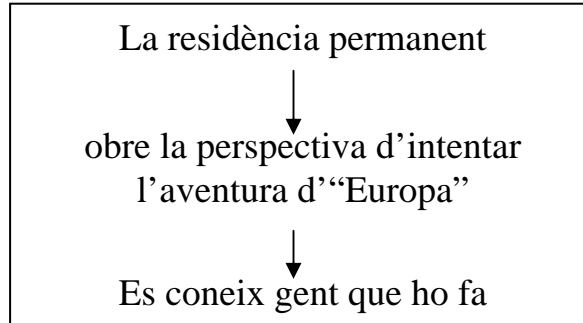 La residència permanent
obre la perspectiva d’intentar
l’aventura d’“Europa”
Es coneix gent que ho fa